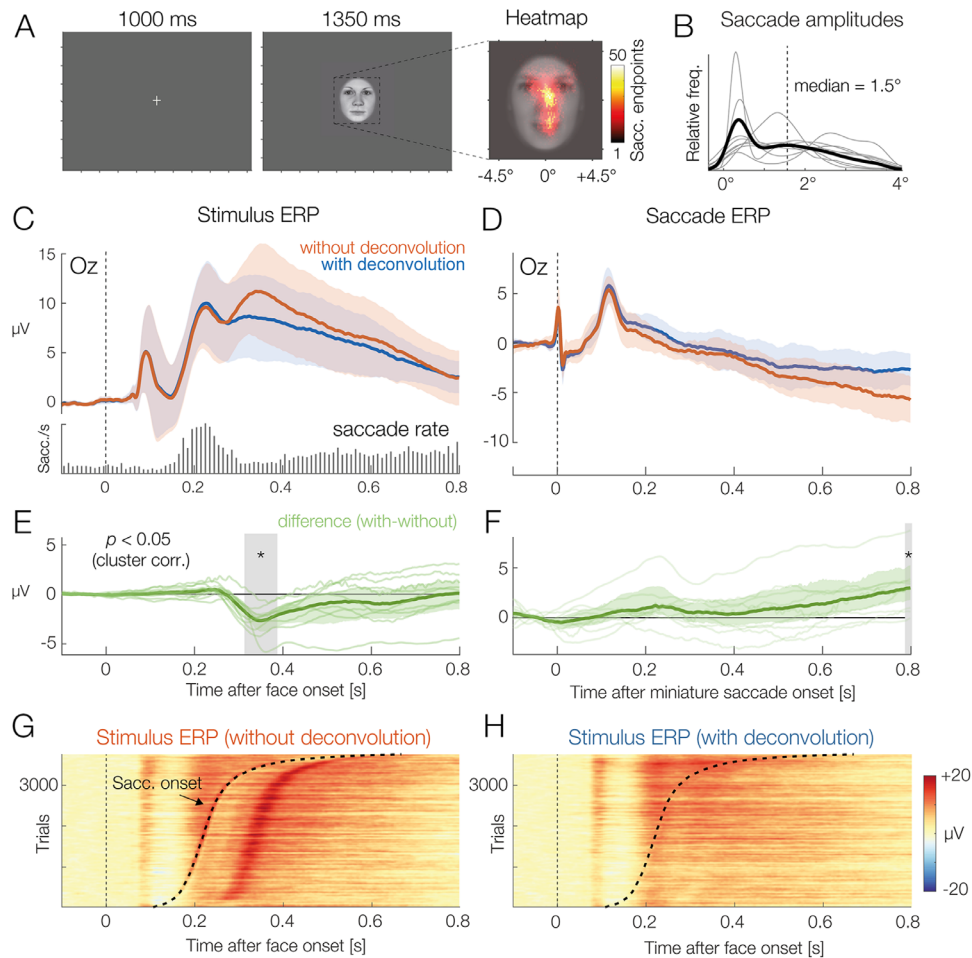 A
1000 ms
1350 ms
Heatmap
50
Sacc. endpoints
1
-4.5° 0° +4.5°
B
Saccade amplitudes
Relative freq.
median = 1.5°
0° 2° 4°
C
Stimulus ERP
without deconvolution
with deconvolution
Oz
15
10
µV
5
0
saccade rate
Sacc./s
0 0.2 0.4 0.6 0.8
D
Saccade ERP
Oz
5
0
-5
-10
0 0.2 0.4 0.6 0.8
E
difference (with-without)
p < 0.05
(cluster corr.)
*
5
µV
0
-5
0 0.2 0.4 0.6 0.8
Time after face onset [s]
F
*
5
0
0 0.2 0.4 0.6 0.8
Time after miniature saccade onset [s]
G
Stimulus ERP (without deconvolution)
3000
Sacc. onset
Trials
0 0.2 0.4 0.6 0.8
Time after face onset [s]
H
Stimulus ERP (with deconvolution)
3000
Trials
0 0.2 0.4 0.6 0.8
Time after face onset [s]
+20
µV
-20